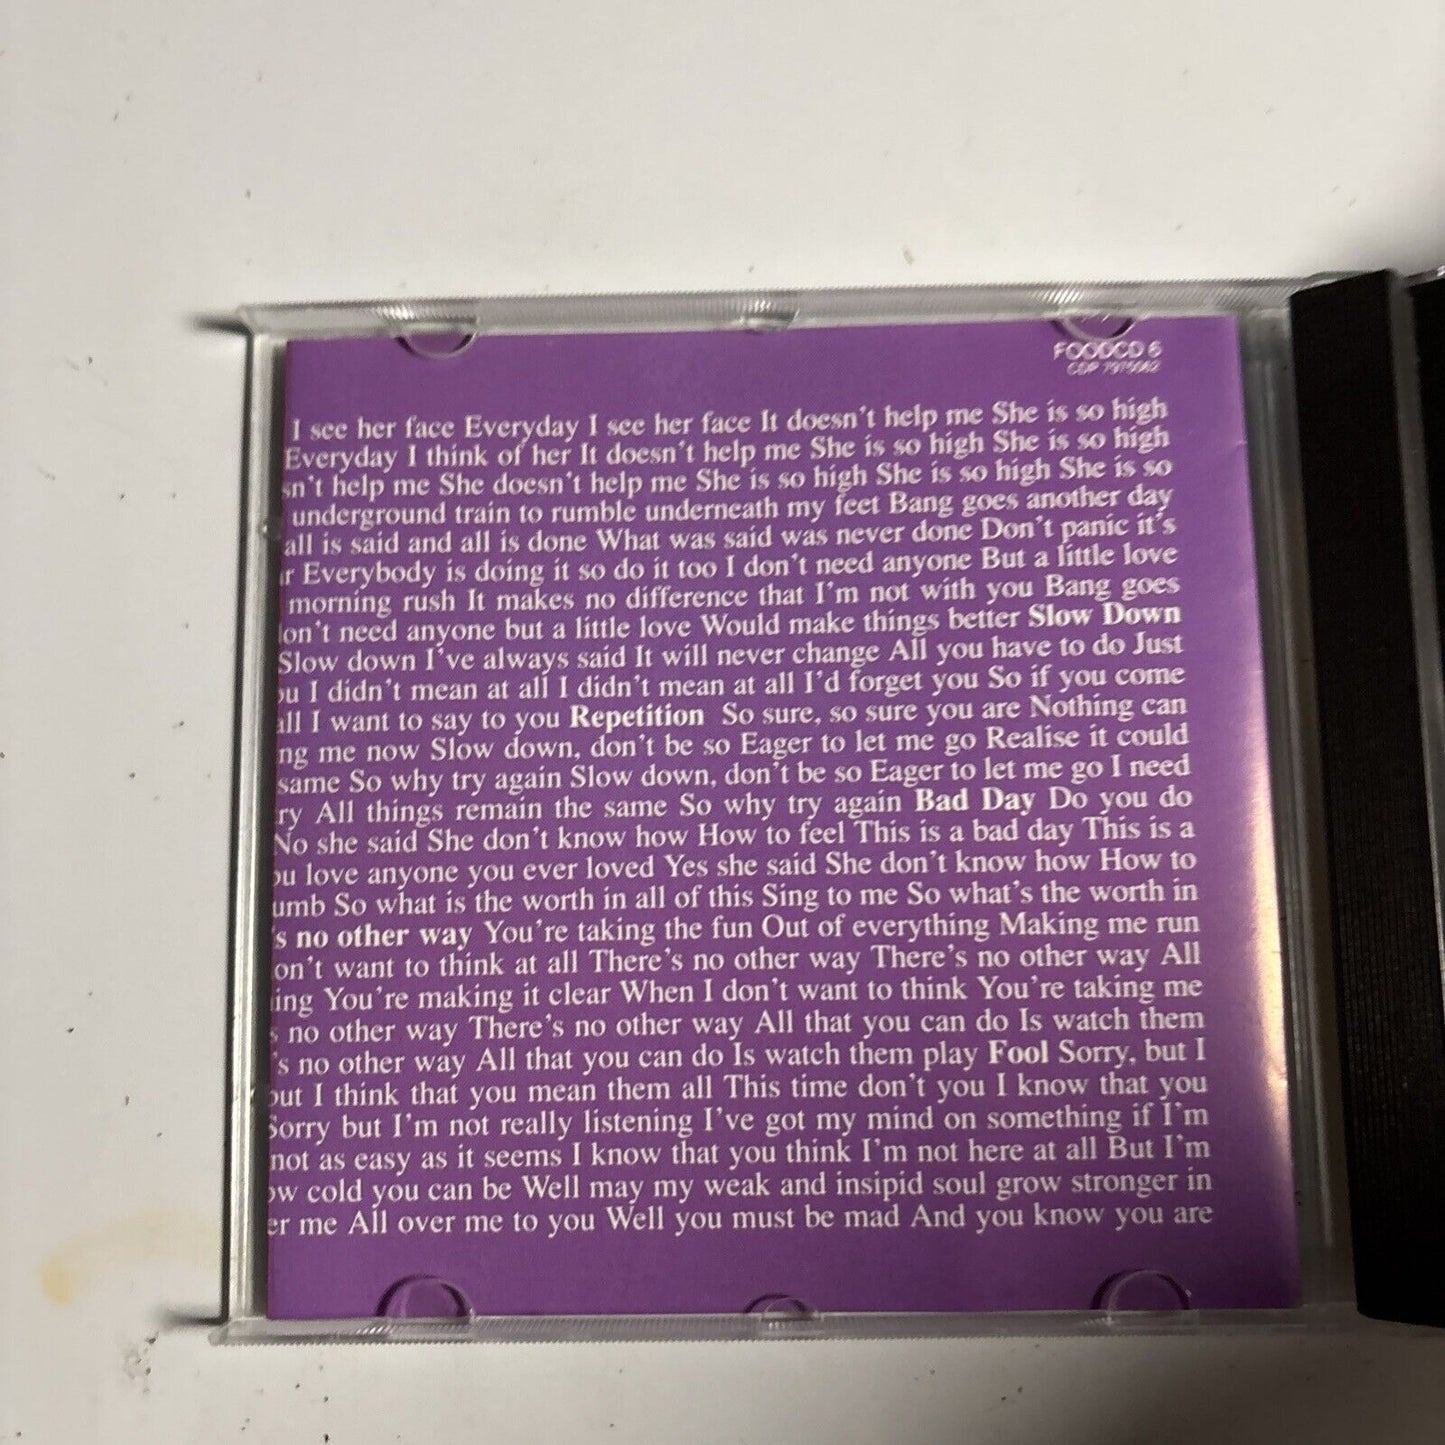 FOODCD 6
CDP 7975062
I see her face Everyday I see her face It doesn't help me She is so high
Everyday I think of her It doesn't help me She is so high She is so high
sn't help me She doesn't help me She is so high She is so high She is so
underground train to rumble underneath my feet Bang goes another day
all is said and all is done What was said was never done Don't panic it's
r Everybody is doing it so do it too I don't need anyone But a little love
morning rush It makes no difference that I'm not with you Bang goes
on't need anyone but a little love Would make things better Slow Down
Slow down I've always said It will never change All you have to do Just
ou I didn't mean at all I didn't mean at all I'd forget you So if you come
all I want to say to you Repetition So sure, so sure you are Nothing can
ng me now Slow down, don't be so Eager to let me go Realise it could
same So why try again Slow down, don't be so Eager to let me go I need
ry All things remain the same So why try again Bad Day Do you do
No she said She don't know how How to feel This is a bad day This is a
ou love anyone you ever loved Yes she said She don't know how How to
umb So what is the worth in all of this Sing to me So what's the worth in
's no other way You're taking the fun Out of everything Making me run
on't want to think at all There's no other way There's no other way All
ing You're making it clear When I don't want to think You're taking me
s no other way There's no other way All that you can do Is watch them
's no other way All that you can do Is watch them play Fool Sorry, but I
out I think that you mean them all This time don't you I know that you
Sorry but I'm not really listening I've got my mind on something if I'm
not as easy as it seems I know that you think I'm not here at all But I'm
ow cold you can be Well may my weak and insipid soul grow stronger in
er me All over me to you Well you must be mad And you know you are